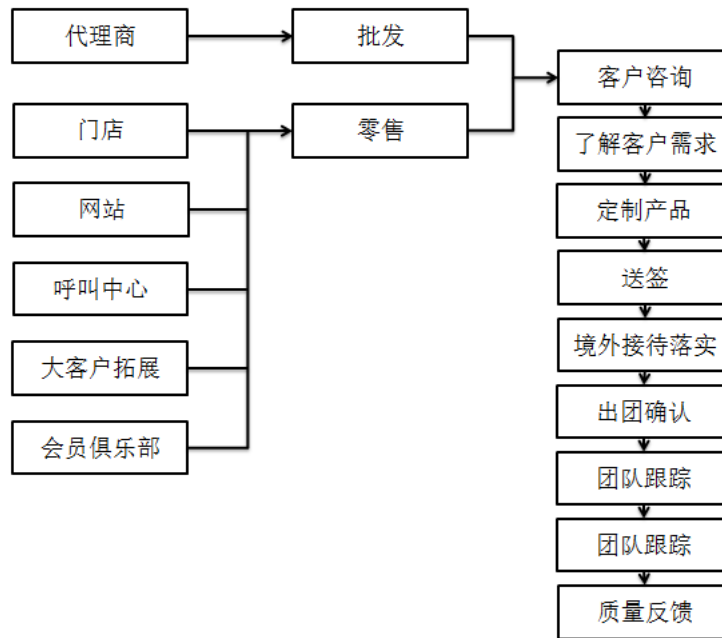 代理商
批发
门店
零售
网站
呼叫中心
大客户拓展
会员俱乐部
客户咨询
了解客户需求
定制产品
送签
境外接待落实
出团确认
团队跟踪
团队跟踪
质量反馈